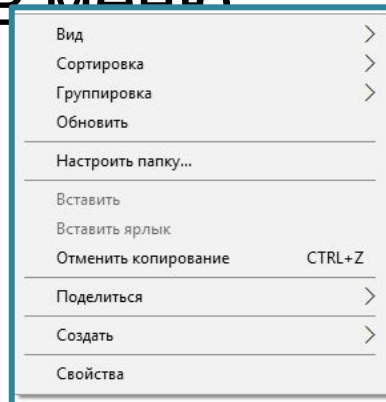 Вид
Сортировка
Группировка
Обновить
Настроить папку...
Вставить
Вставить ярлык
Отменить копирование CTRL+Z
Поделиться
Создать
Свойства